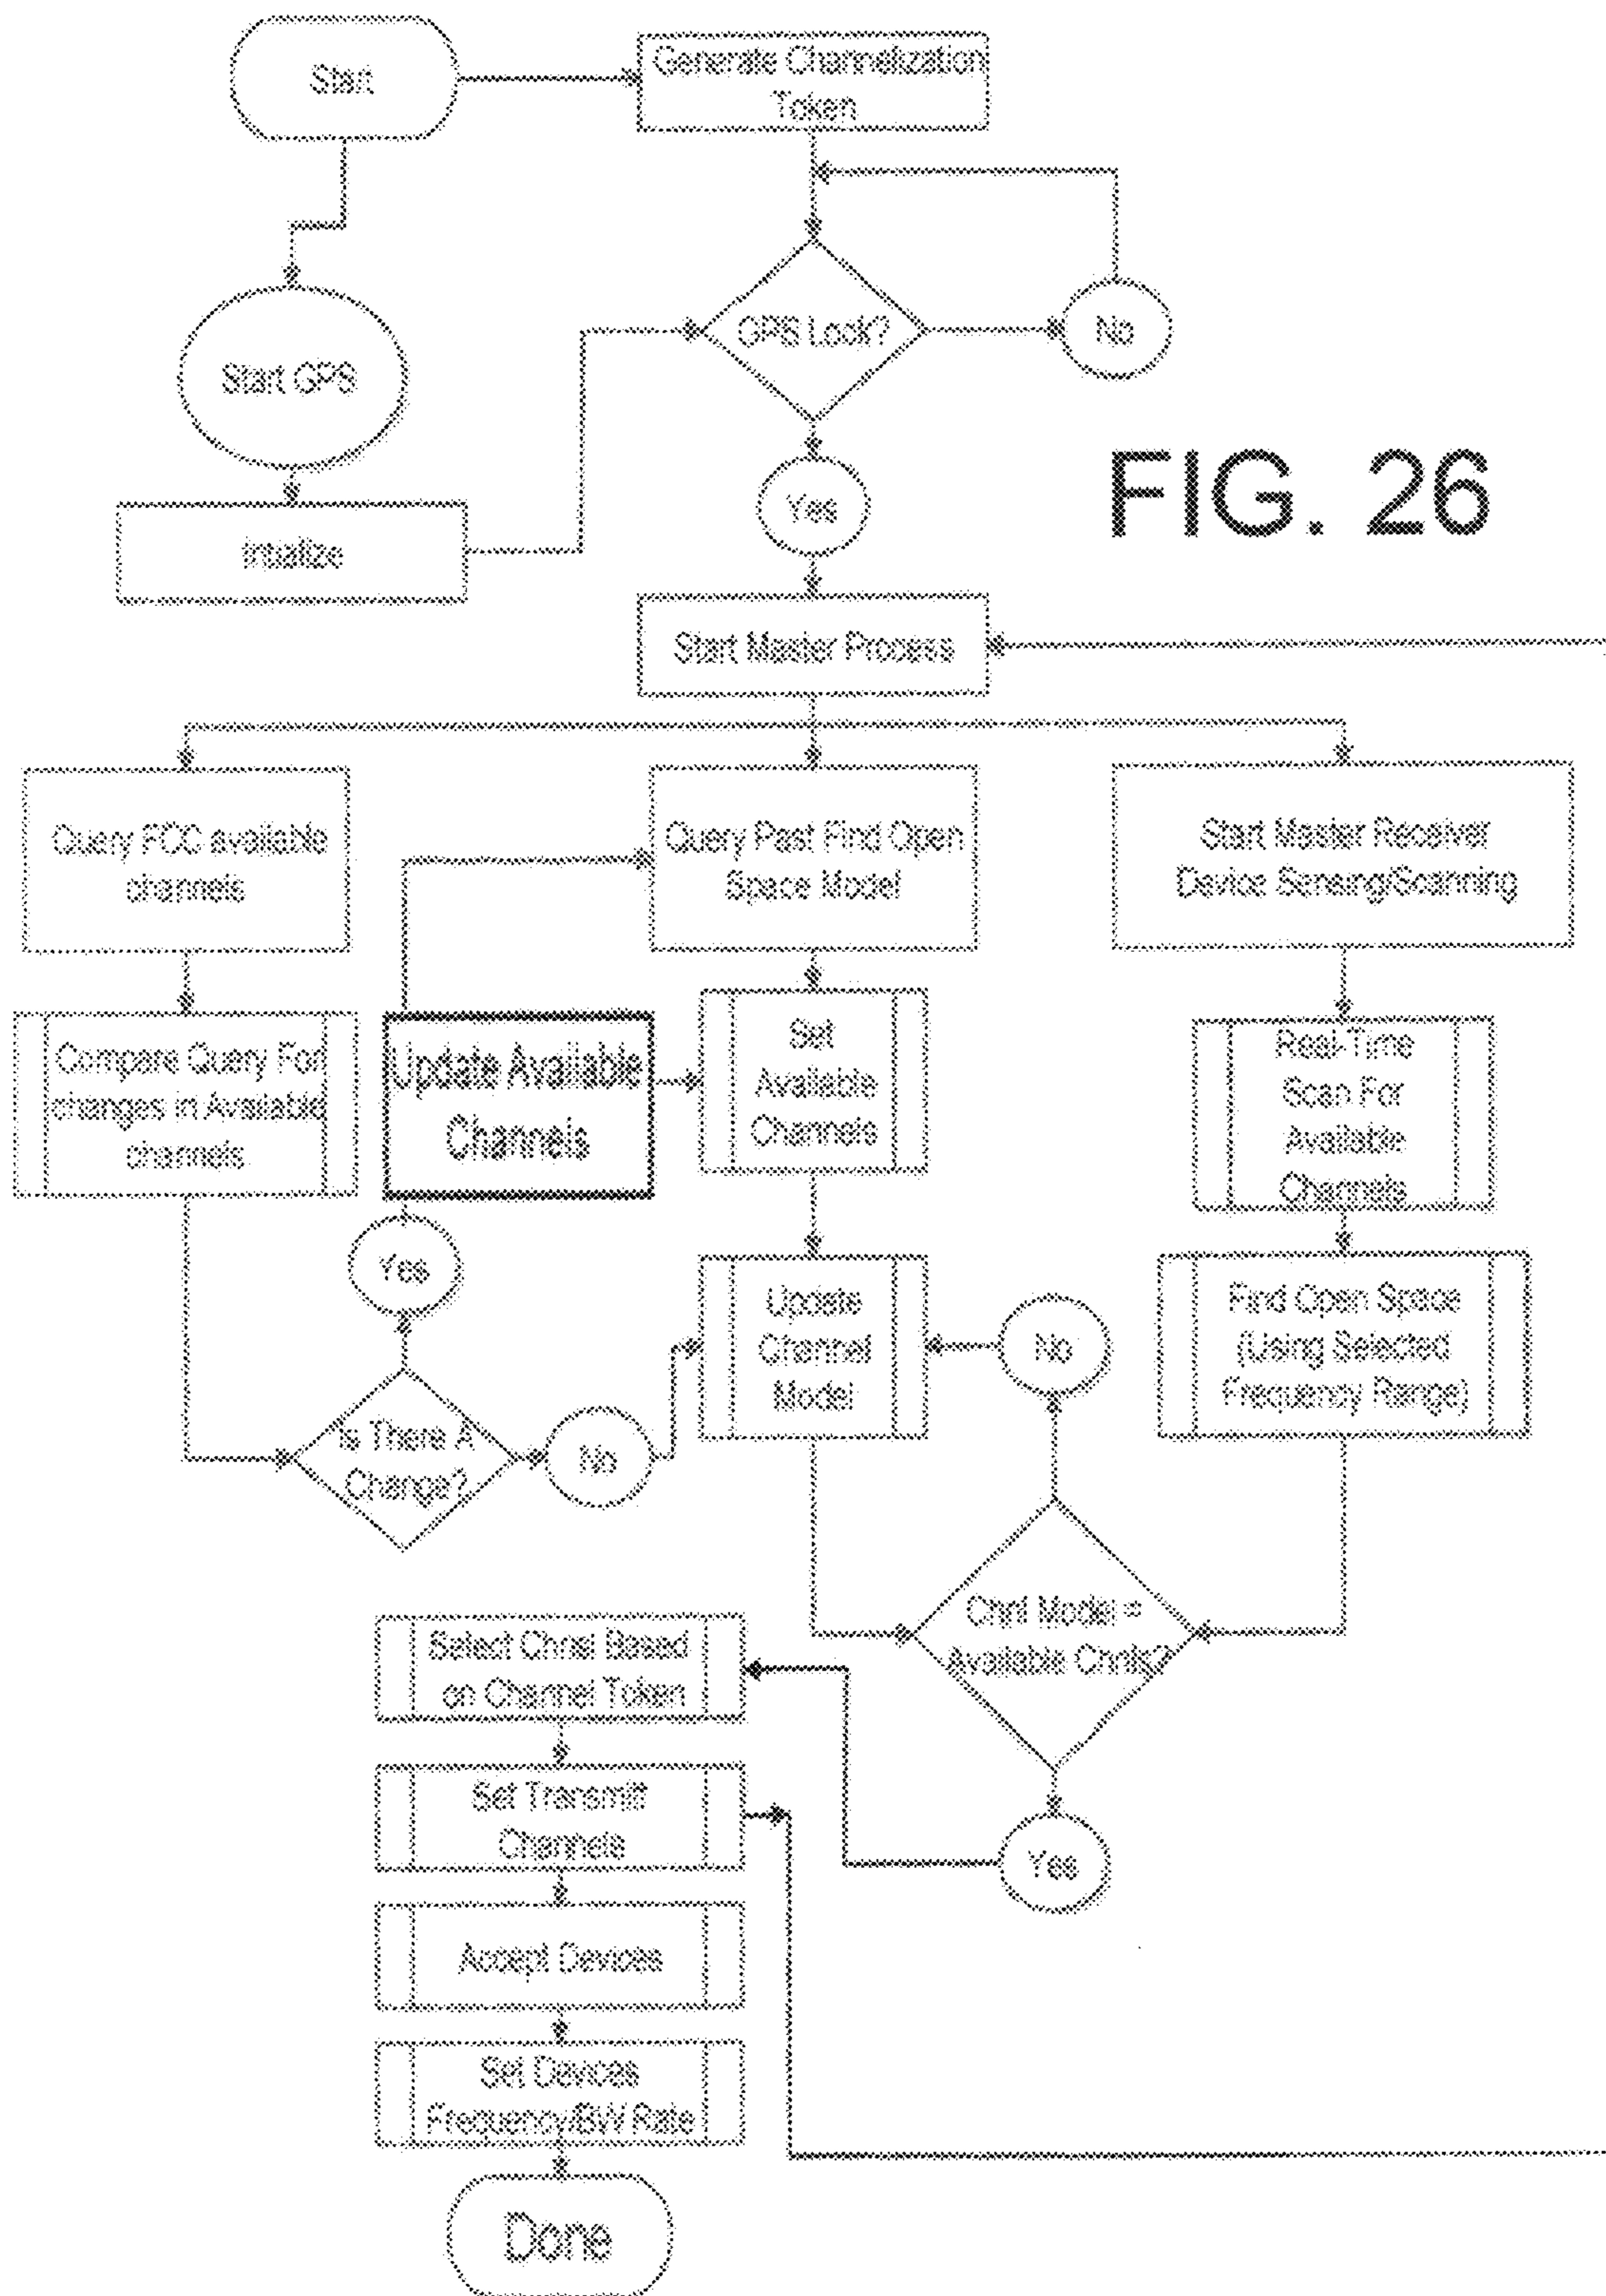 Start
Generate Channelization
Token
GPS Lock?
No
Start GPS
Yes
FIG. 26
Intialize
Start Master Process
Query FCC available
channels
Query Past Find Open
Space Model
Start Master Receiver
Device Sensing/Scanning
Compare Query For
changes in Available
channels
Update Available
Channels
Set
Available
Channels
Real-Time
Scan For
Available
Channels
Yes
Update
Channel
Model
No
Find Open Space
(Using Selected
Frequency Range)
Is There A
Change?
No
Chnl Model =
Available Chnls?
Select Chnsl Based
on Channel Token
Set Transmitt
Channels
Yes
Accept Devices
Set Devices
Frequency/BW Rate
Done